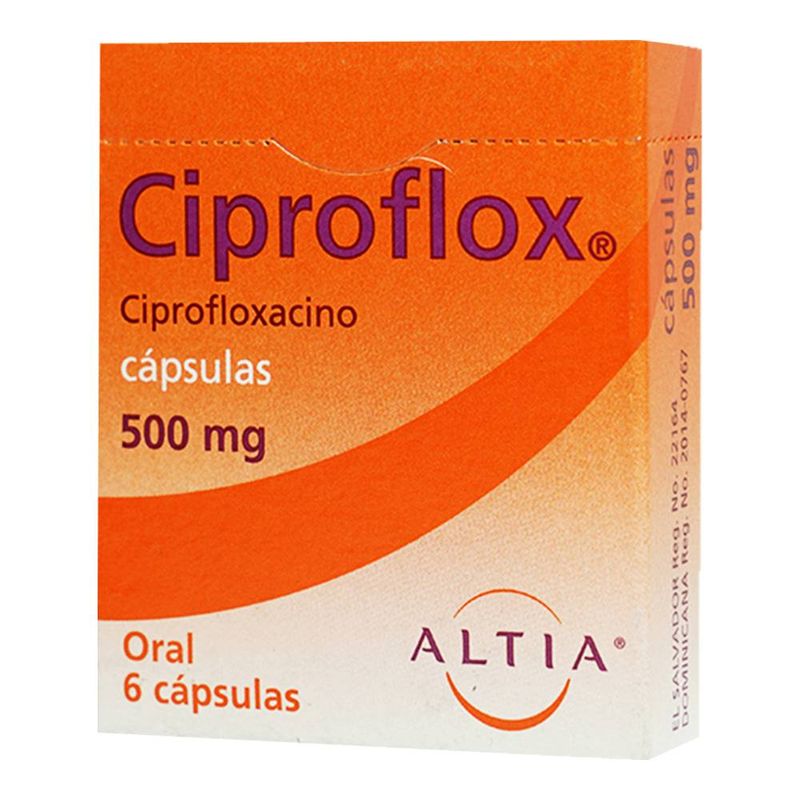 Ciproflox®
Ciprofloxacino
cápsulas
500 mg
Oral
6 cápsulas
ALTIA®
cápsulas
500 mg
EL SALVADOR Reg. No. 22164
DOMINICANA Reg. No. 2014-0767